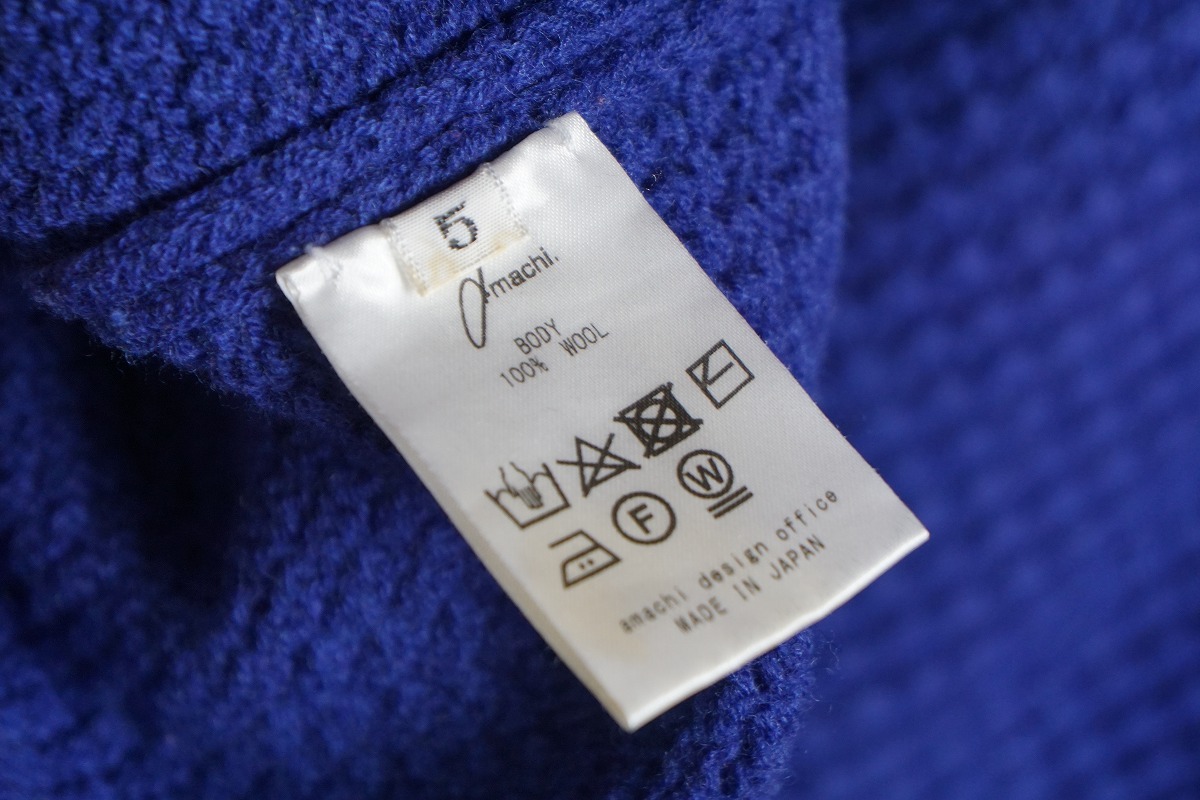 5
amachi.
BODY
100% WOOL
F
W
amachi design office
MADE IN JAPAN